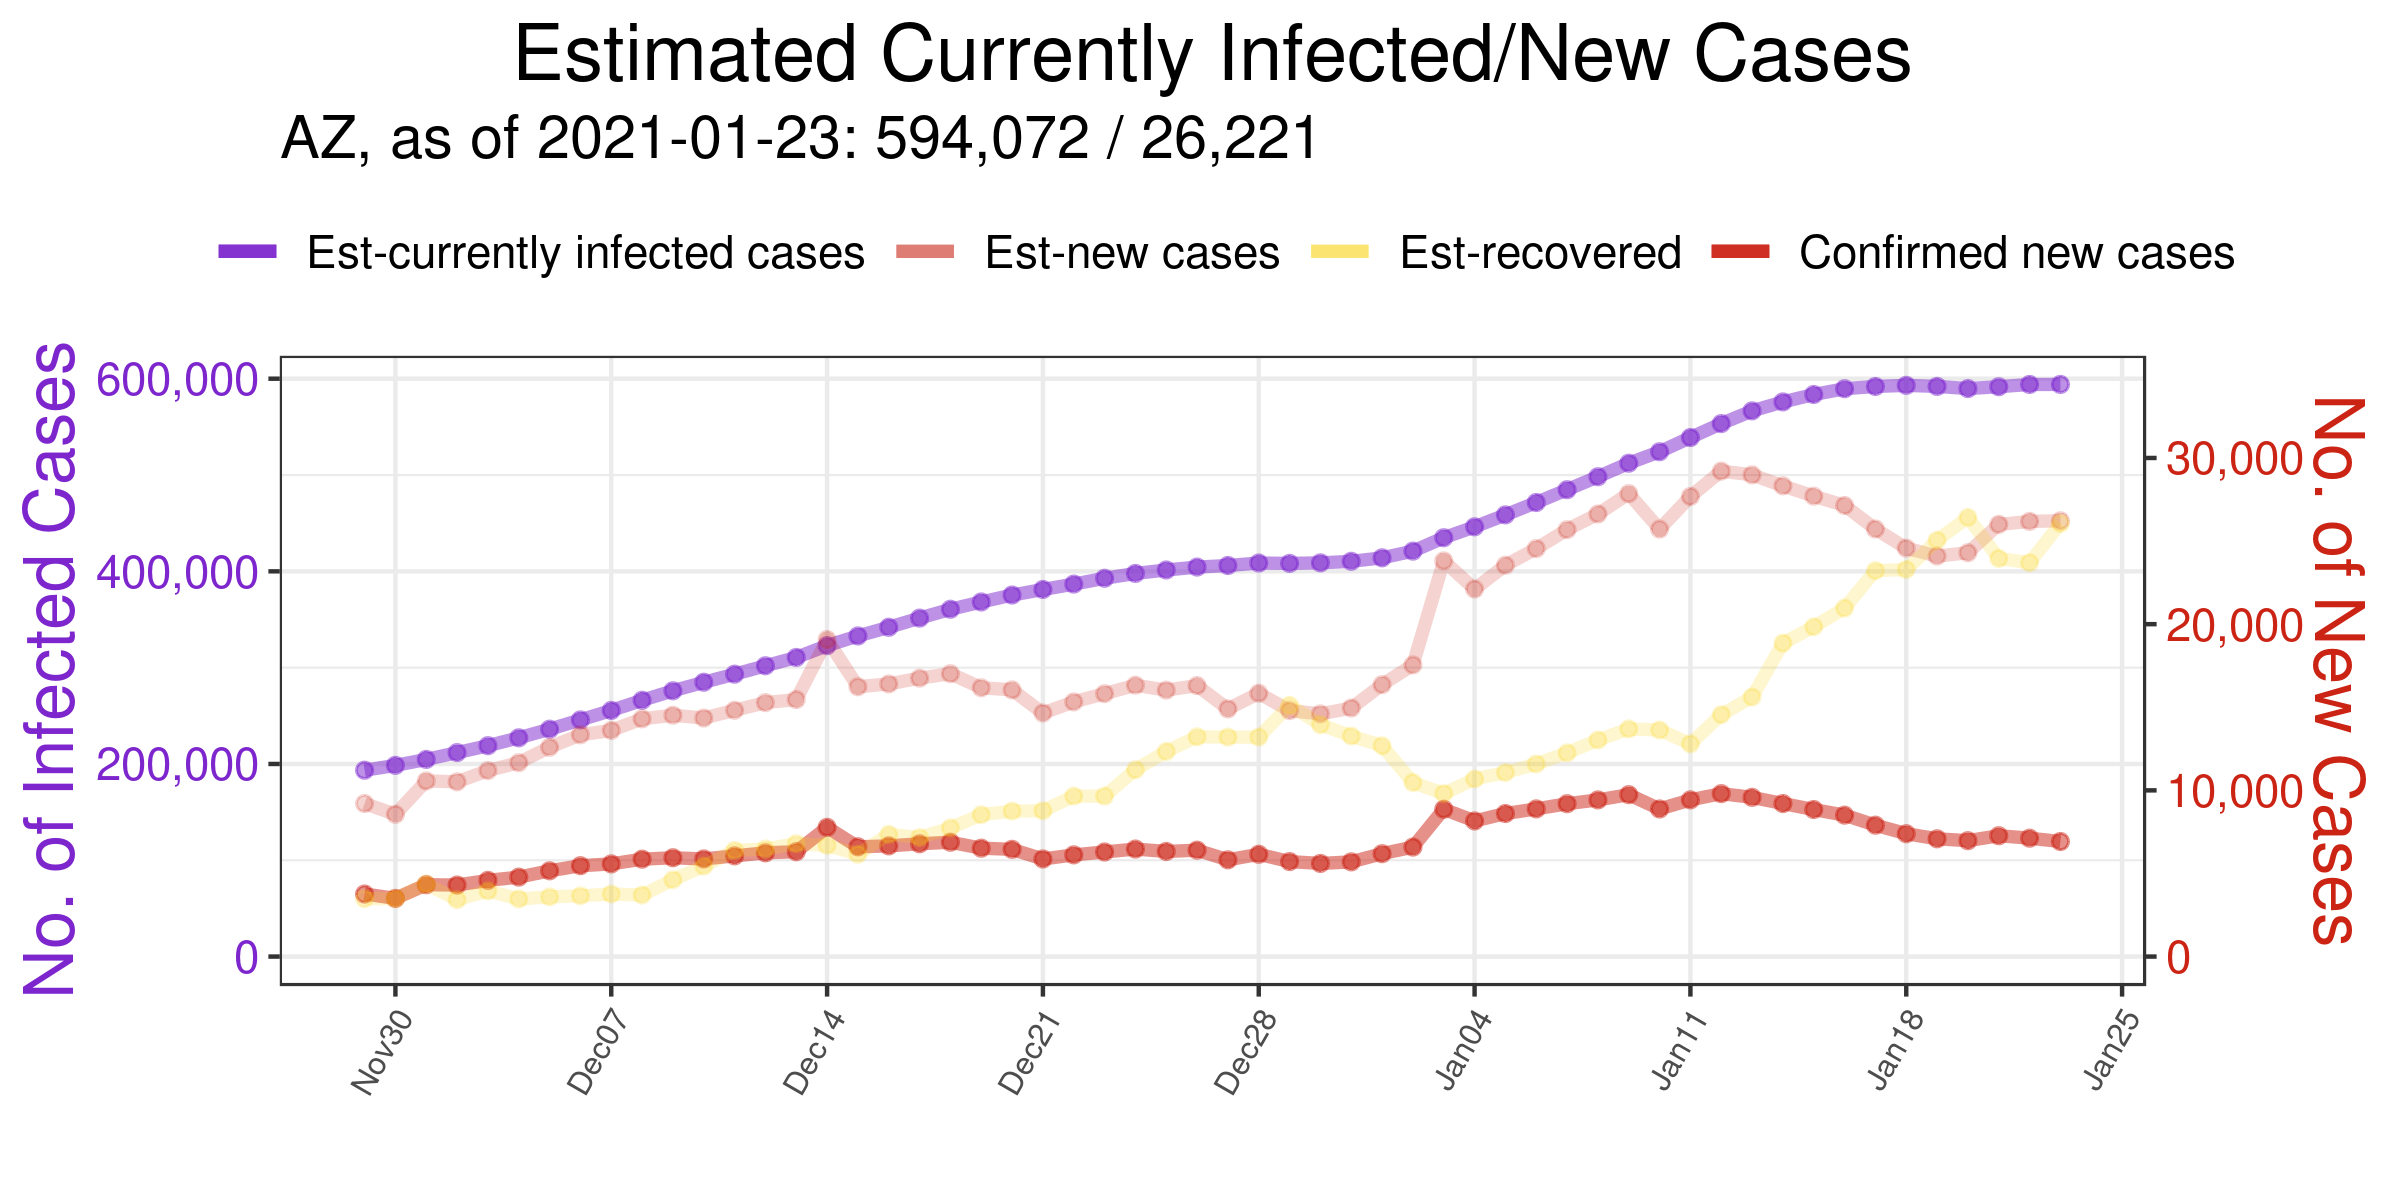 Estimated Currently Infected/New Cases
AZ, as of 2021-01-23: 594,072 / 26,221
Est-currently infected cases Est-new cases Est-recovered Confirmed new cases
No. of Infected Cases
600,000
400,000
200,000
0
30,000
20,000
10,000
0
No. of New Cases
Nov30 Dec07 Dec14 Dec21 Dec28 Jan04 Jan11 Jan18 Jan25